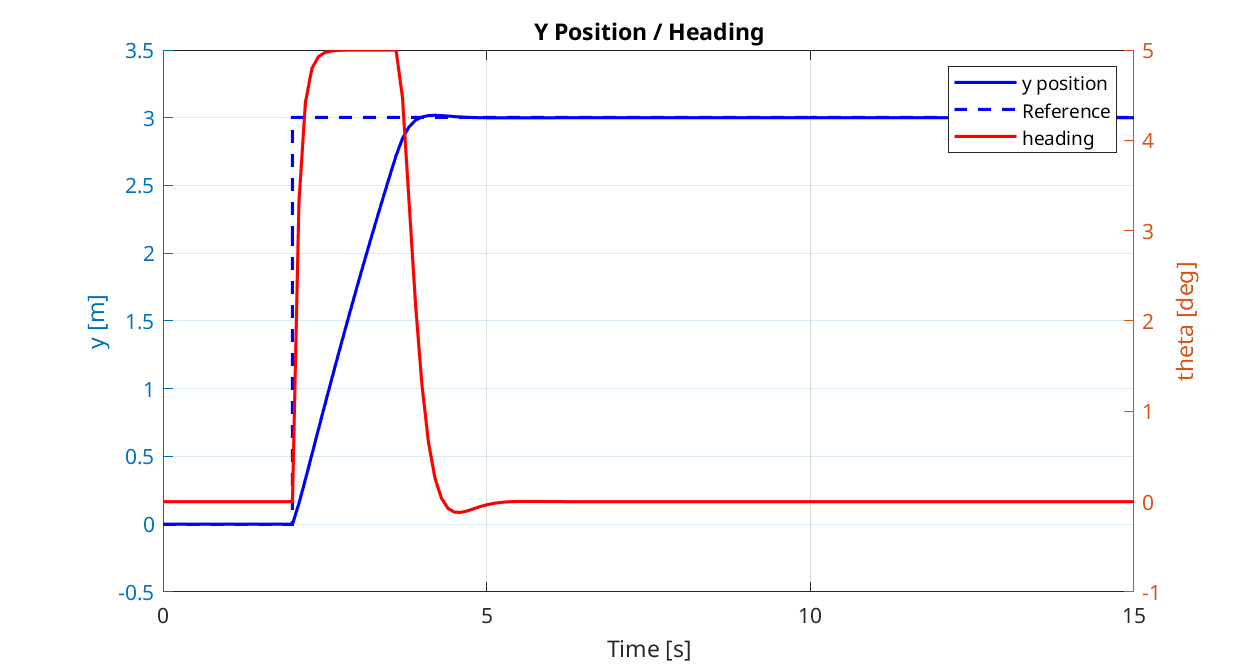 Y Position / Heading
3.5
3
2.5
2
1.5
1
0.5
0
-0.5
y [m]
5
4
3
2
1
0
-1
theta [deg]
y position
Reference
heading
0
5
10
15
Time [s]